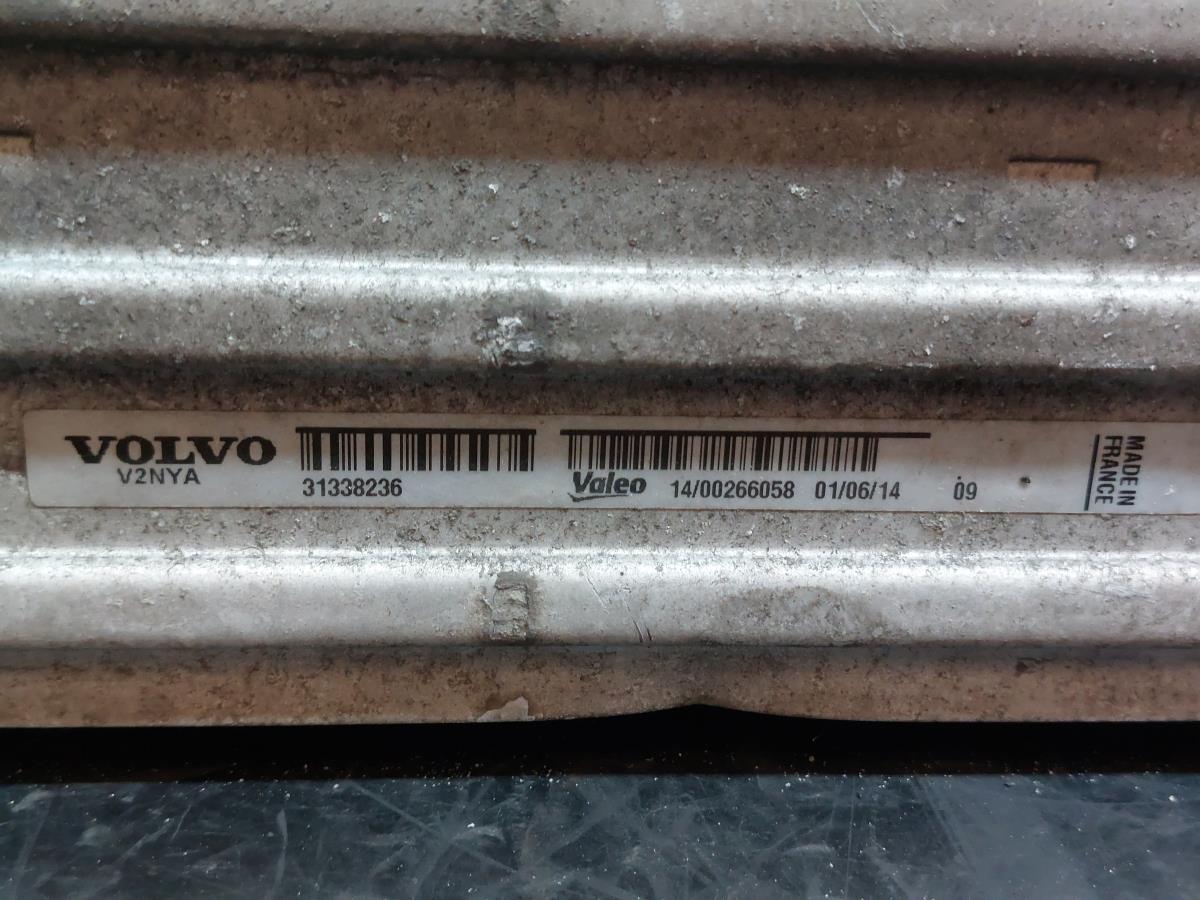 VOLVO
V2NYA
31338236
Valeo 14/00266058 01/06/14 09
MADE IN
FRANCE